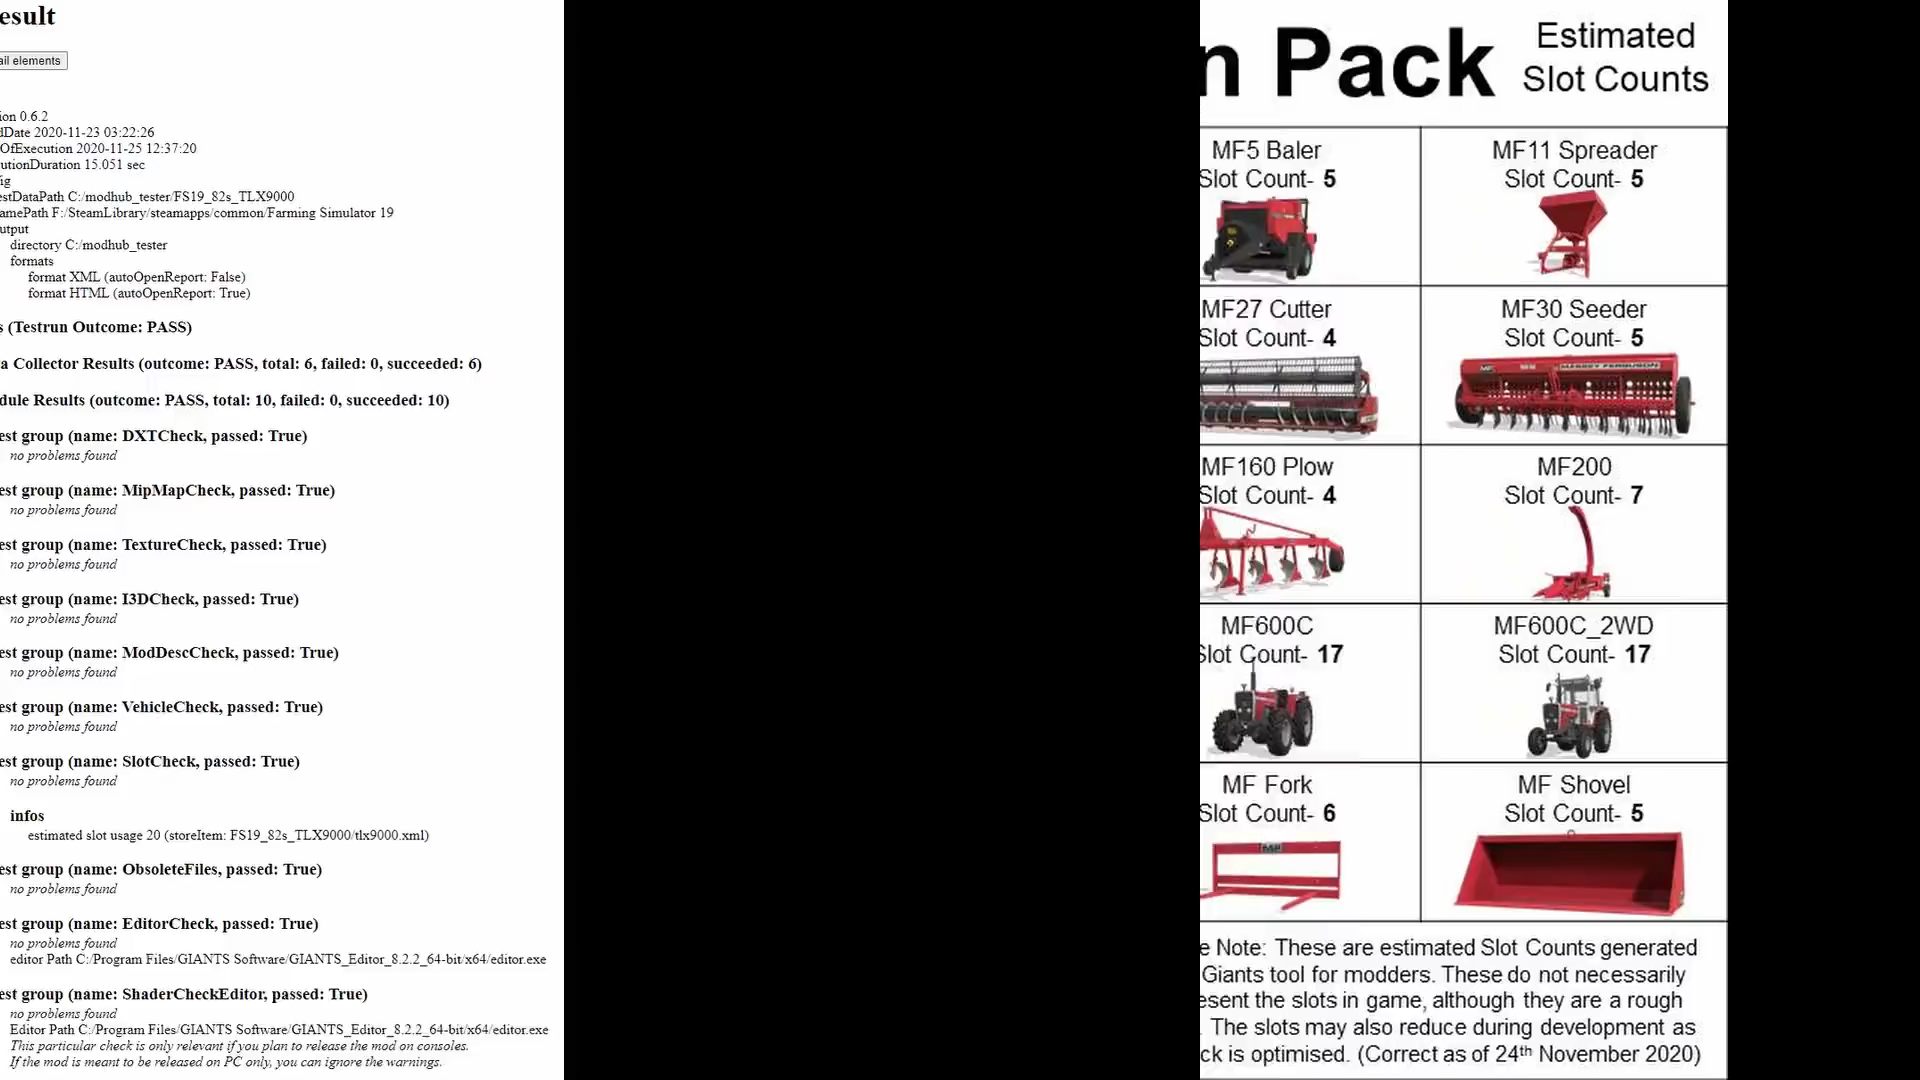 esult
all elements
ion 0.6.2
dDate 2020-11-23 03:22:26
OfExecution 2020-11-25 12:37:20
utionDuration 15.051 sec
ig
estDataPath C:/modhub_tester/FS19_82s_TLX9000
amePath F:/SteamLibrary/steamapps/common/Farming Simulator 19
utput
directory C:/modhub_tester
formats
format XML (autoOpenReport: False)
format HTML (autoOpenReport: True)
s (Testrun Outcome: PASS)
a Collector Results (outcome: PASS, total: 6, failed: 0, succeeded: 6)
dule Results (outcome: PASS, total: 10, failed: 0, succeeded: 10)
est group (name: DXTCheck, passed: True)
no problems found
est group (name: MipMapCheck, passed: True)
no problems found
est group (name: TextureCheck, passed: True)
no problems found
est group (name: I3DCheck, passed: True)
no problems found
est group (name: ModDescCheck, passed: True)
no problems found
est group (name: VehicleCheck, passed: True)
no problems found
est group (name: SlotCheck, passed: True)
no problems found
infos
estimated slot usage 20 (storeItem: FS19_82s_TLX9000/tlx9000.xml)
est group (name: ObsoleteFiles, passed: True)
no problems found
est group (name: EditorCheck, passed: True)
no problems found
editor Path C:/Program Files/GIANTS Software/GIANTS_Editor_8.2.2_64-bit/x64/editor.exe
est group (name: ShaderCheckEditor, passed: True)
no problems found
Editor Path C:/Program Files/GIANTS Software/GIANTS_Editor_8.2.2_64-bit/x64/editor.exe
This particular check is only relevant if you plan to release the mod on consoles.
If the mod is meant to be released on PC only, you can ignore the warnings.
n Pack
Estimated
Slot Counts
MF5 Baler
Slot Count- 5
MF11 Spreader
Slot Count- 5
MF27 Cutter
Slot Count- 4
MF30 Seeder
Slot Count- 5
MASSEY FERGUSON
MF160 Plow
Slot Count- 4
MF200
Slot Count- 7
MF600C
Slot Count- 17
MF600C_2WD
Slot Count- 17
MF Fork
Slot Count- 6
MF
MF Shovel
Slot Count- 5
e Note: These are estimated Slot Counts generated
Giants tool for modders. These do not necessarily
esent the slots in game, although they are a rough
. The slots may also reduce during development as
ck is optimised. (Correct as of 24th November 2020)